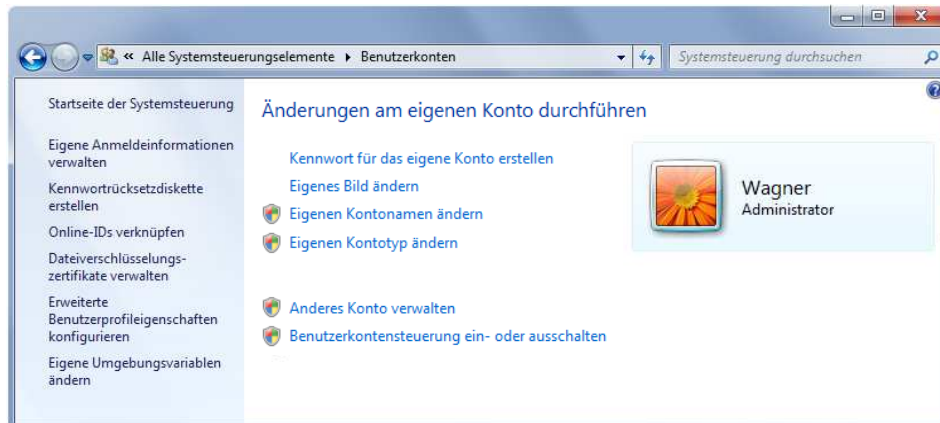 « Alle Systemsteuerungselemente ▸ Benutzerkonten
Systemsteuerung durchsuchen
Startseite der Systemsteuerung
Eigene Anmeldeinformationen
verwalten
Kennwortrücksetzdiskette
erstellen
Online-IDs verknüpfen
Dateiverschlüsselungs-
zertifikate verwalten
Erweiterte
Benutzerprofileigenschaften
konfigurieren
Eigene Umgebungsvariablen
ändern
Änderungen am eigenen Konto durchführen
Kennwort für das eigene Konto erstellen
Eigenes Bild ändern
Eigenen Kontonamen ändern
Eigenen Kontotyp ändern
Anderes Konto verwalten
Benutzerkontensteuerung ein- oder ausschalten
Wagner
Administrator